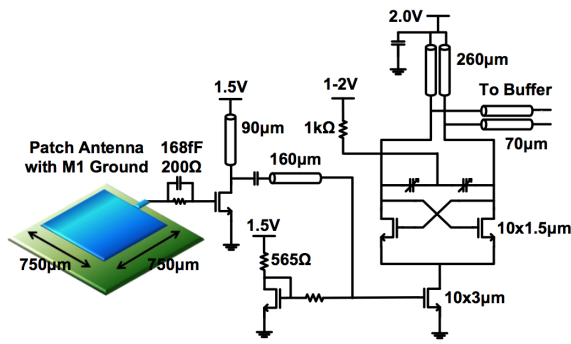 2.0V
260μm
1.5V
1-2V
To Buffer
90μm
1kΩ
70μm
Patch Antenna
with M1 Ground
168fF
200Ω
160μm
1.5V
10x1.5μm
565Ω
750μm
750μm
10x3μm